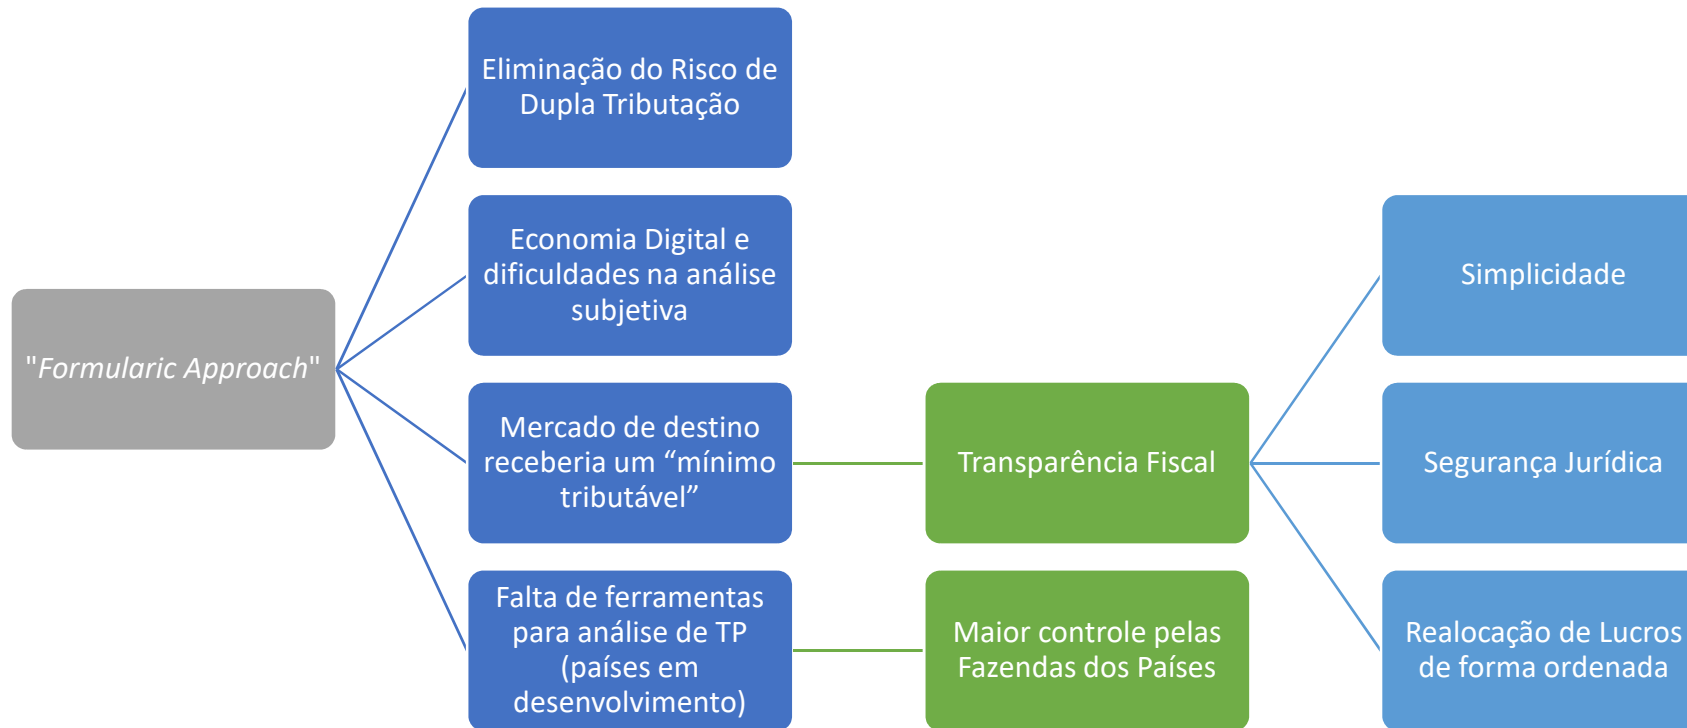 Eliminação do Risco de
Dupla Tributação
Economia Digital e
dificuldades na análise
subjetiva
"Formularic Approach"
Mercado de destino
receberia um “mínimo
tributável”
Falta de ferramentas
para análise de TP
(países em
desenvolvimento)
Transparência Fiscal
Maior controle pelas
Fazendas dos Países
Simplicidade
Segurança Jurídica
Realocação de Lucros
de forma ordenada